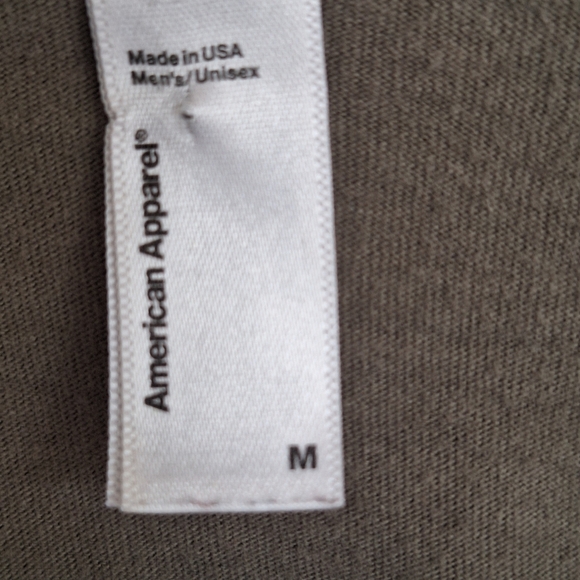 Made in USA
Men's/Unisex
American Apparel®
M